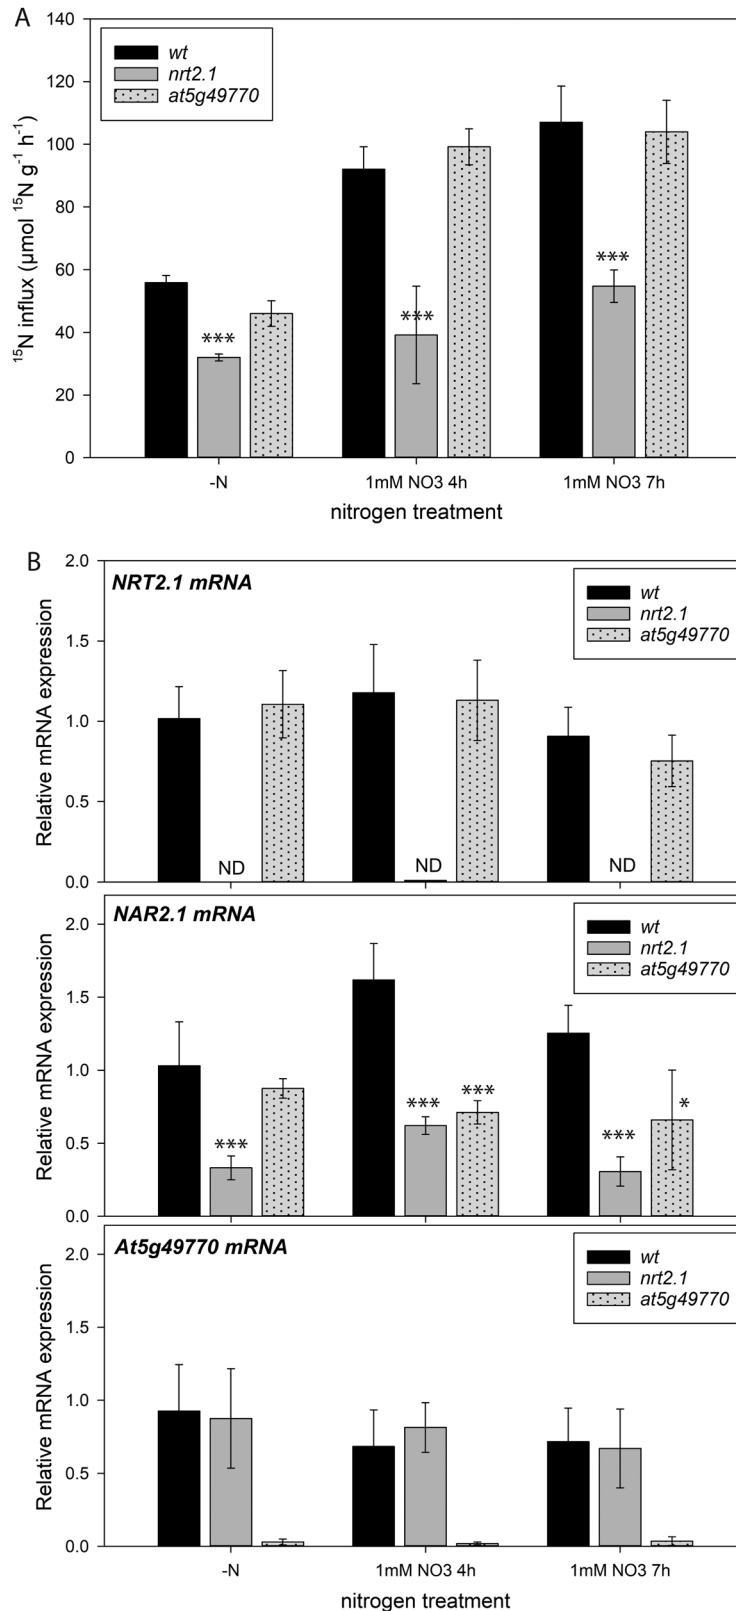 A
140
120
100
80
60
40
20
0
¹⁵N influx (µmol ¹⁵N g⁻¹ h⁻¹)
wt
nrt2.1
at5g49770
***
***
***
-N
1mM NO3 4h
1mM NO3 7h
nitrogen treatment
B
NRT2.1 mRNA
2.0
1.5
1.0
0.5
0.0
Relative mRNA expression
wt
nrt2.1
at5g49770
ND
ND
ND
NAR2.1 mRNA
2.0
1.5
1.0
0.5
0.0
Relative mRNA expression
wt
nrt2.1
at5g49770
***
***
***
***
*
At5g49770 mRNA
2.0
1.5
1.0
0.5
0.0
Relative mRNA expression
wt
nrt2.1
at5g49770
-N
1mM NO3 4h
1mM NO3 7h
nitrogen treatment